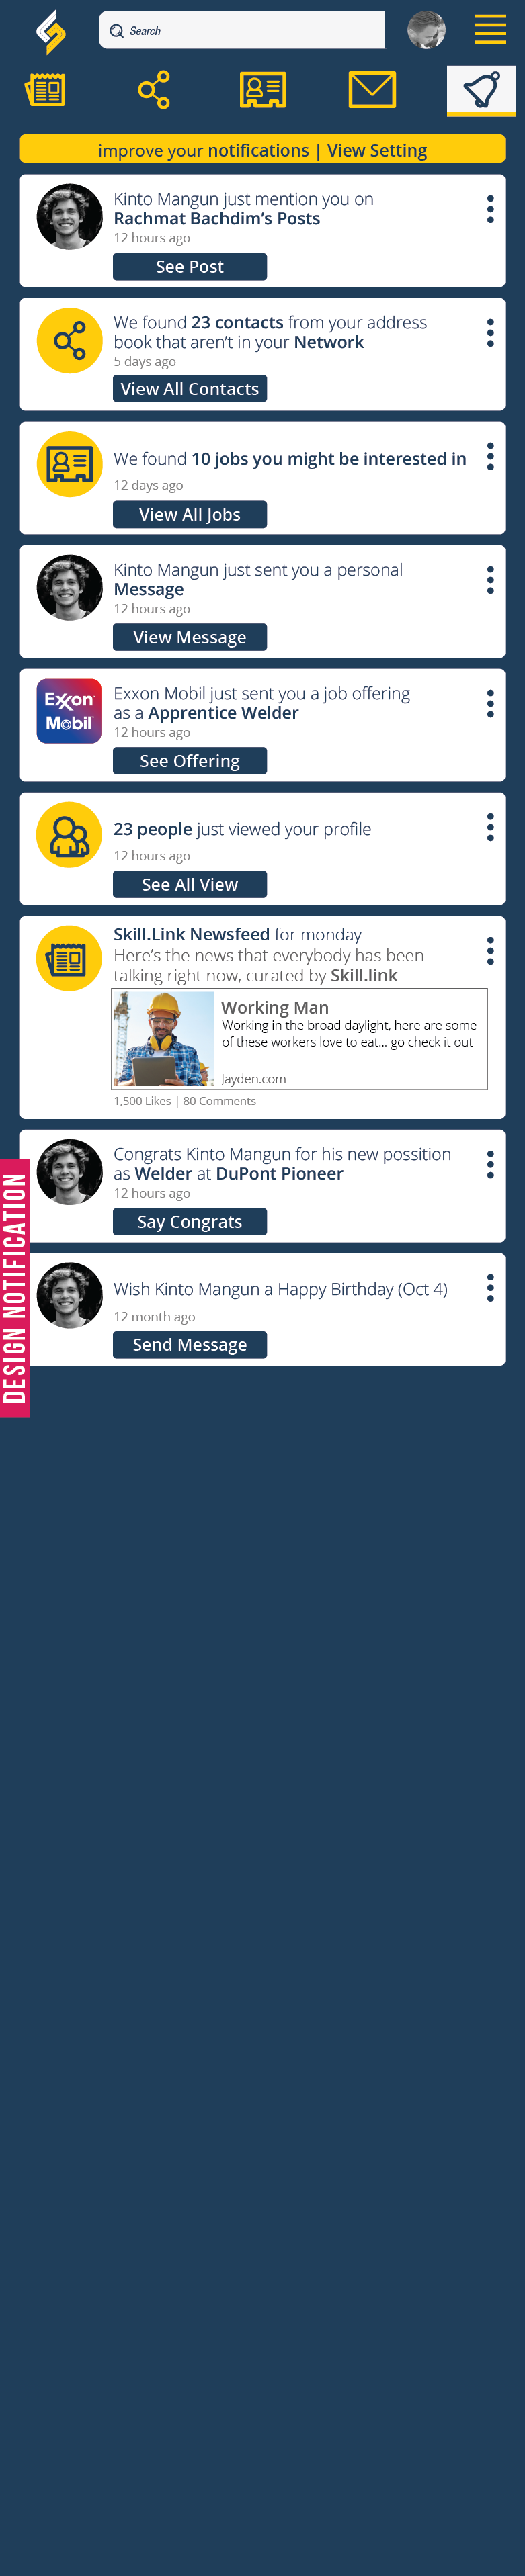 Search
improve your notifications | View Setting
Kinto Mangun just mention you on
Rachmat Bachdim's Posts
12 hours ago
See Post
We found 23 contacts from your address
book that aren't in your Network
5 days ago
View All Contacts
We found 10 jobs you might be interested in
12 days ago
View All Jobs
Kinto Mangun just sent you a personal
Message
12 hours ago
View Message
Exxon
Mobil
Exxon Mobil just sent you a job offering
as a Apprentice Welder
12 hours ago
See Offering
23 people just viewed your profile
12 hours ago
See All View
Skill.Link Newsfeed for monday
Here's the news that everybody has been
talking right now, curated by Skill.link
Working Man
Working in the broad daylight, here are some
of these workers love to eat... go check it out
Jayden.com
1,500 Likes | 80 Comments
Congrats Kinto Mangun for his new possition
as Welder at DuPont Pioneer
12 hours ago
Say Congrats
DESIGN NOTIFICATION
Wish Kinto Mangun a Happy Birthday (Oct 4)
12 month ago
Send Message